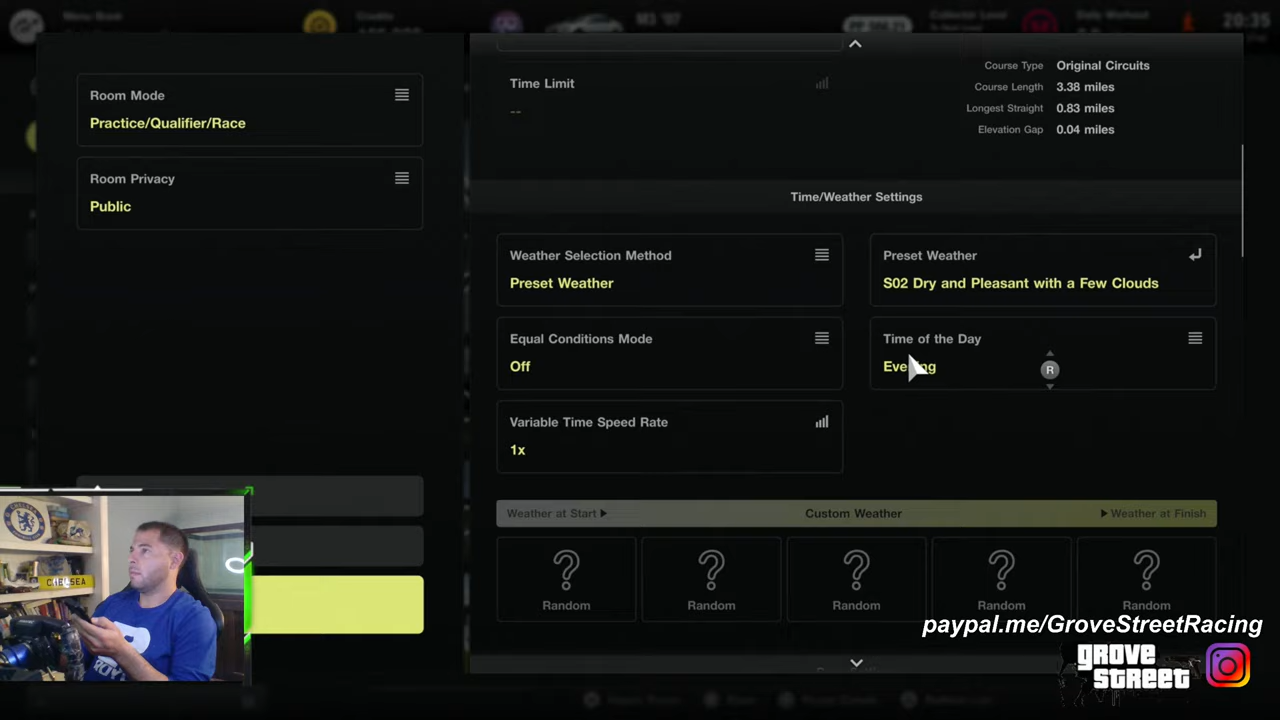 Credits
20:35
Room Mode
Practice/Qualifier/Race
Room Privacy
Public
Time Limit
--
Course Type Original Circuits
Course Length 3.38 miles
Longest Straight 0.83 miles
Elevation Gap 0.04 miles
Time/Weather Settings
Weather Selection Method
Preset Weather
Preset Weather
S02 Dry and Pleasant with a Few Clouds
Equal Conditions Mode
Off
Time of the Day
Evening
R
Variable Time Speed Rate
1x
Weather at Start
Custom Weather
Weather at Finish
Random
Random
Random
Random
Random
CHELSEA
paypal.me/GroveStreetRacing
grove
street